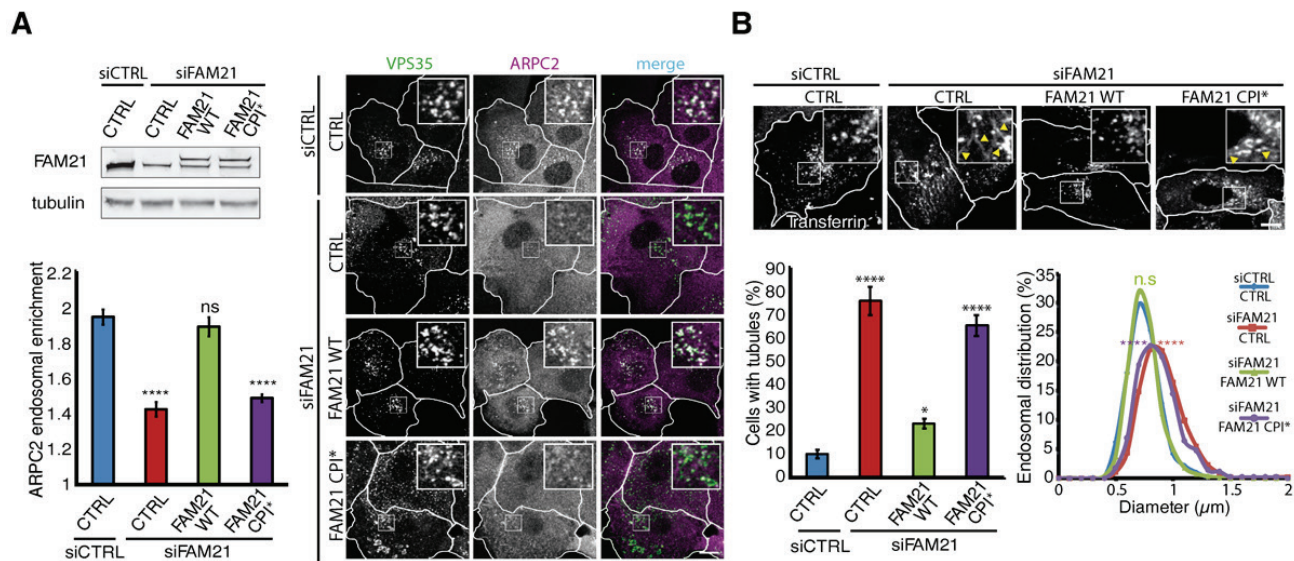 A
siCTRL
siFAM21
CTRL
CTRL
FAM21 WT
FAM21 CPI*
FAM21
tubulin
ARPC2 endosomal enrichment
2.2
2
1.8
1.6
1.4
1.2
1
****
ns
****
CTRL
CTRL
FAM21 WT
FAM21 CPI*
siCTRL
siFAM21
VPS35
ARPC2
merge
siCTRL
CTRL
siFAM21
CTRL
FAM21 WT
FAM21 CPI*
B
siCTRL
siFAM21
CTRL
CTRL
FAM21 WT
FAM21 CPI*
Transferrin
Cells with tubules (%)
90
80
70
60
50
40
30
20
10
0
****
*
****
CTRL
CTRL
FAM21 WT
FAM21 CPI*
siCTRL
siFAM21
Endosomal distribution (%)
35
30
25
20
15
10
5
0
n.s
****
****
0
0.5
1
1.5
2
Diameter (µm)
siCTRL
CTRL
siFAM21
CTRL
siFAM21
FAM21 WT
siFAM21
FAM21 CPI*